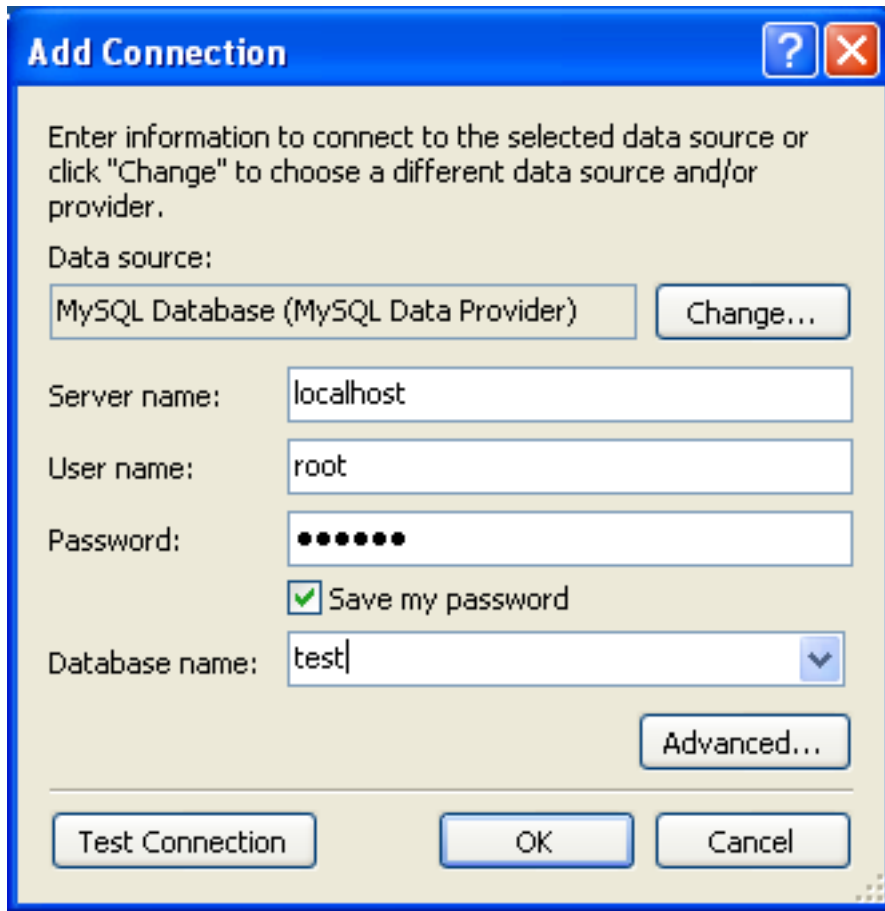 Add Connection
Enter information to connect to the selected data source or
click "Change" to choose a different data source and/or
provider.
Data source:
MySQL Database (MySQL Data Provider) Change...
Server name: localhost
User name: root
Password: ••••••
Save my password
Database name: test
Advanced...
Test Connection OK Cancel